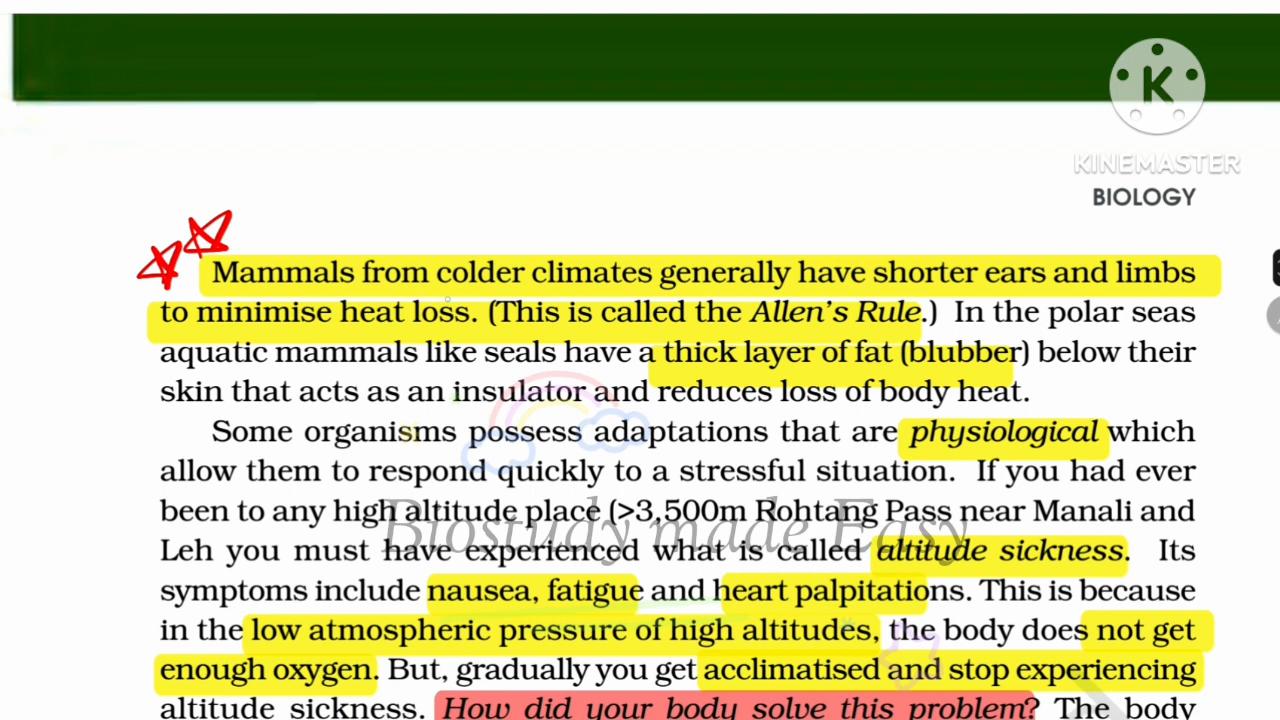 K
KINEMASTER
BIOLOGY
Mammals from colder climates generally have shorter ears and limbs
to minimise heat loss. (This is called the Allen's Rule.) In the polar seas
aquatic mammals like seals have a thick layer of fat (blubber) below their
skin that acts as an insulator and reduces loss of body heat.
Some organisms possess adaptations that are physiological which
allow them to respond quickly to a stressful situation. If you had ever
been to any high altitude place (>3,500m Rohtang Pass near Manali and
Biostudy made Easy
Leh you must have experienced what is called altitude sickness. Its
symptoms include nausea, fatigue and heart palpitations. This is because
in the low atmospheric pressure of high altitudes, the body does not get
enough oxygen. But, gradually you get acclimatised and stop experiencing
altitude sickness. How did your body solve this problem? The body